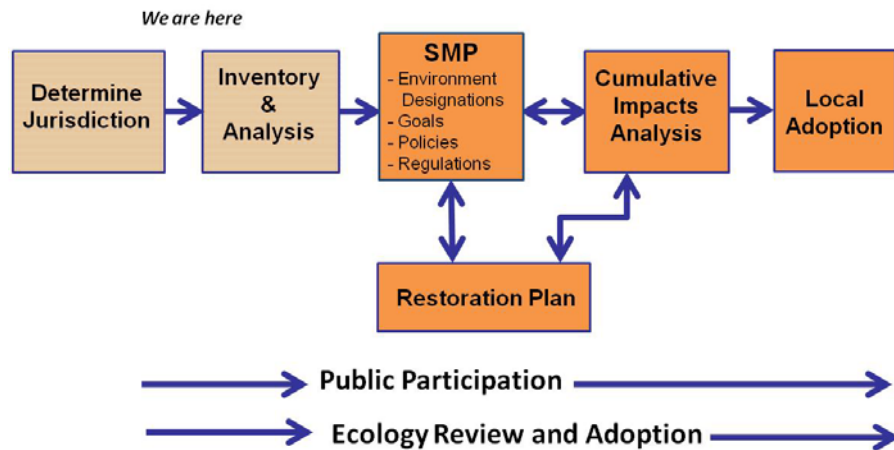 We are here
Determine
Jurisdiction
Inventory
&
Analysis
SMP
- Environment
Designations
- Goals
- Policies
- Regulations
Cumulative
Impacts
Analysis
Local
Adoption
Restoration Plan
Public Participation
Ecology Review and Adoption